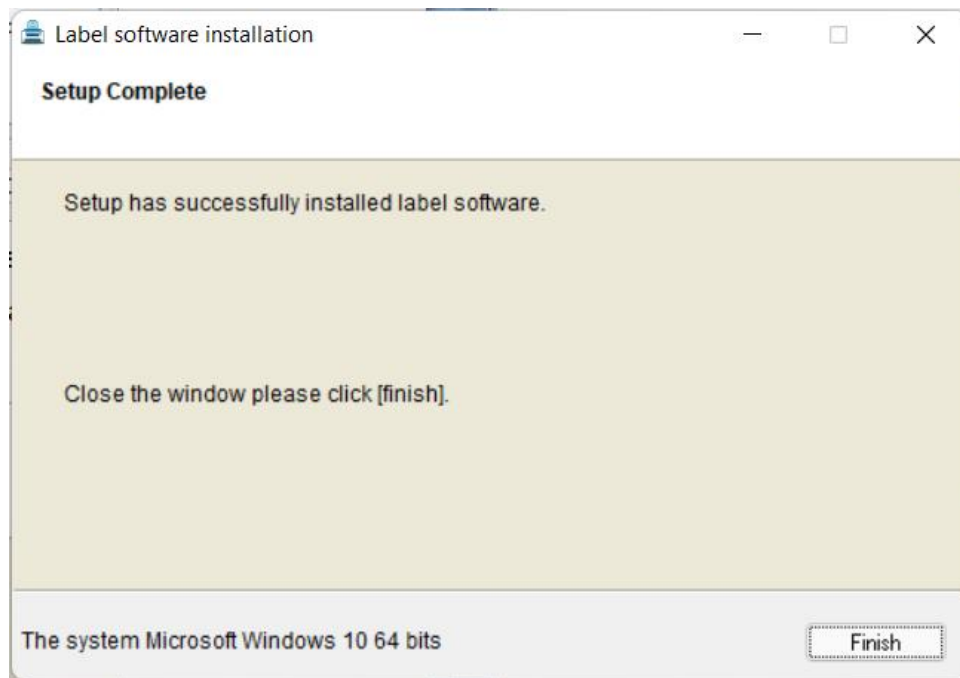 Label software installation
Setup Complete
Setup has successfully installed label software.
Close the window please click [finish].
The system Microsoft Windows 10 64 bits
Finish